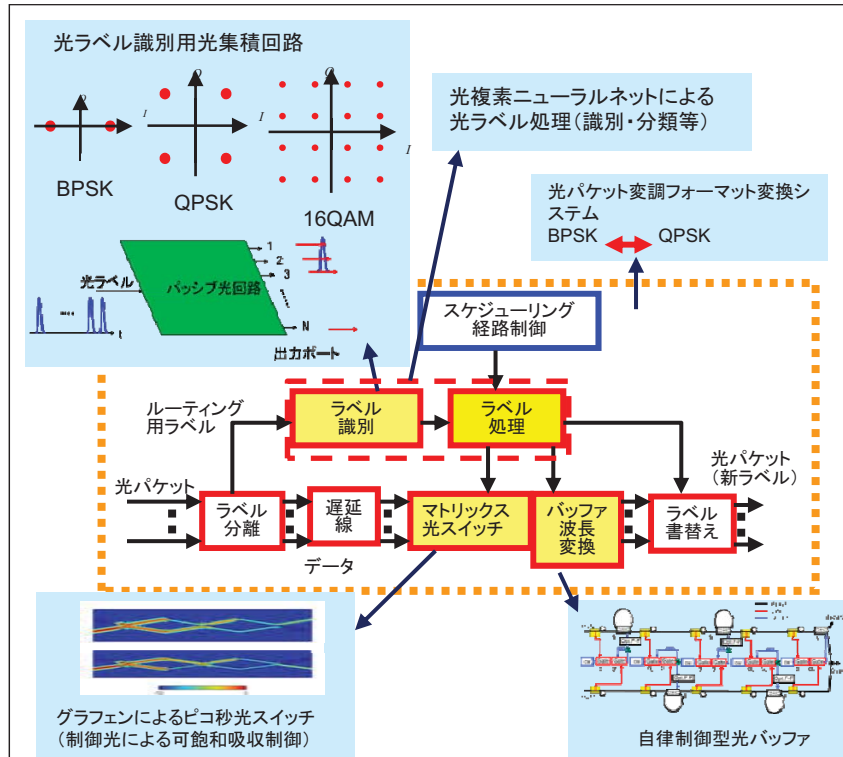 光ラベル識別用光集積回路
Q
I
BPSK
Q
I
QPSK
Q
I
I
16QAM
光ラベル
t
パッシブ光回路
1
2
3
N
出力ポート
光複素ニューラルネットによる
光ラベル処理(識別・分類等)
光パケット変調フォーマット変換シ
ステム
BPSK
QPSK
スケジューリング
経路制御
ルーティング
用ラベル
ラベル
識別
ラベル
処理
光パケット
ラベル
分離
遅延
線
データ
マトリックス
光スイッチ
バッファ
波長
変換
ラベル
書替え
光パケット
(新ラベル)
グラフェンによるピコ秒光スイッチ
(制御光による可飽和吸収制御)
自律制御型光バッファ